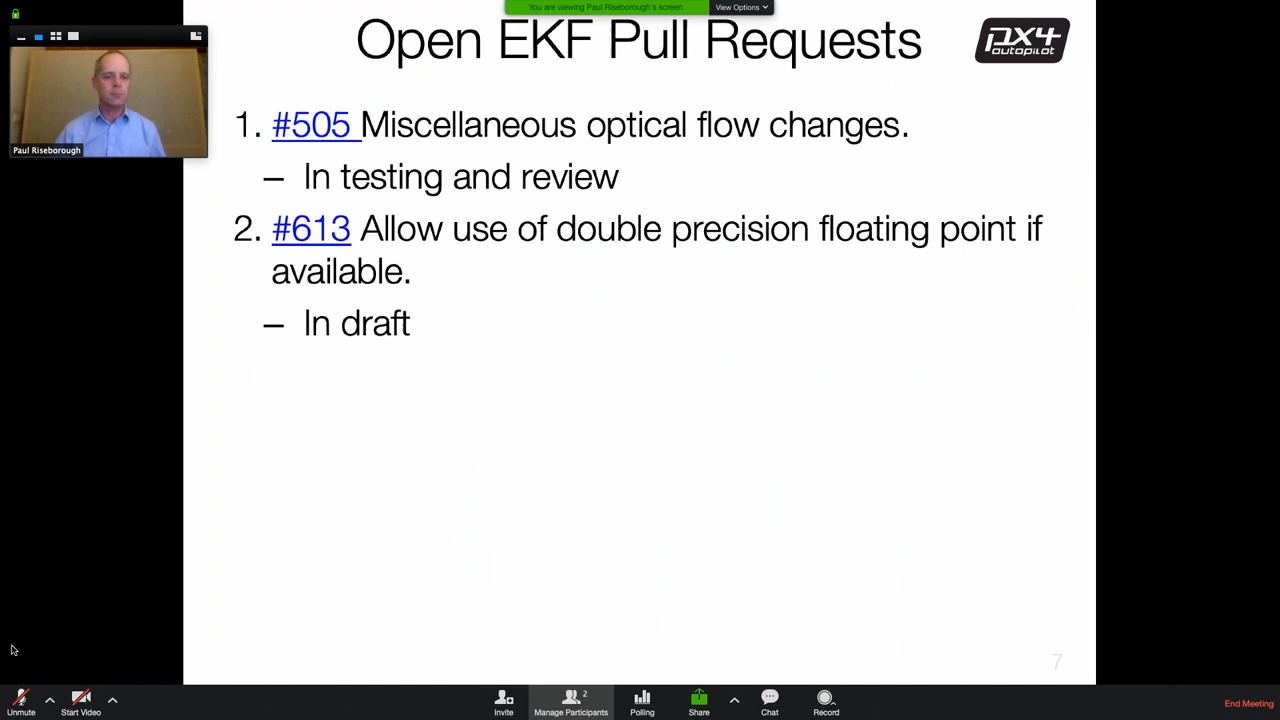 You are viewing Paul Riseborough's screen
View Options
Open EKF Pull Requests
px4
autopilot
Paul Riseborough
1. #505 Miscellaneous optical flow changes.
– In testing and review
2. #613 Allow use of double precision floating point if
available.
– In draft
7
Unmute
Start Video
Invite
2
Manage Participants
Polling
Share
Chat
Record
End Meeting